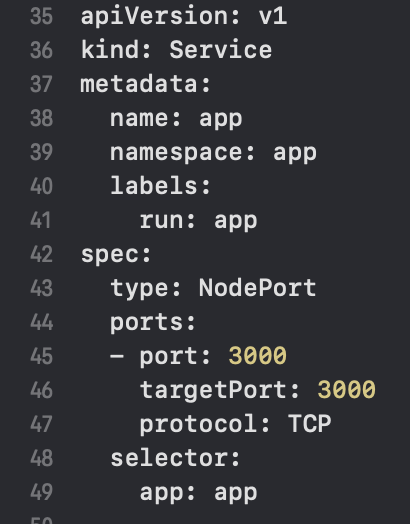 35 apiVersion: v1
36 kind: Service
37 metadata:
38   name: app
39   namespace: app
40   labels:
41     run: app
42 spec:
43   type: NodePort
44   ports:
45   - port: 3000
46     targetPort: 3000
47     protocol: TCP
48   selector:
49     app: app